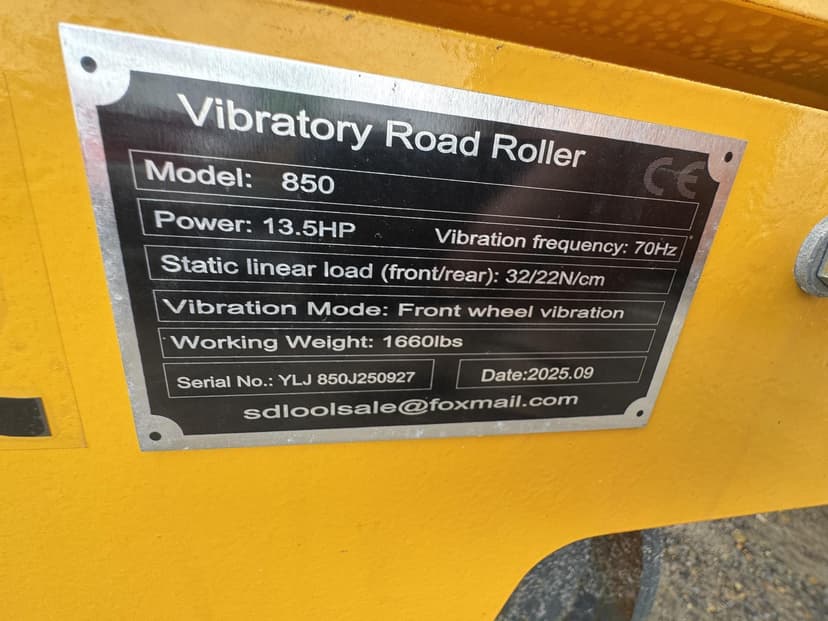 Vibratory Road Roller
CE
Model: 850
Power: 13.5HP Vibration frequency: 70Hz
Static linear load (front/rear): 32/22N/cm
Vibration Mode: Front wheel vibration
Working Weight: 1660lbs
Serial No.: YLJ 850J250927 Date:2025.09
sdloolsale@foxmail.com